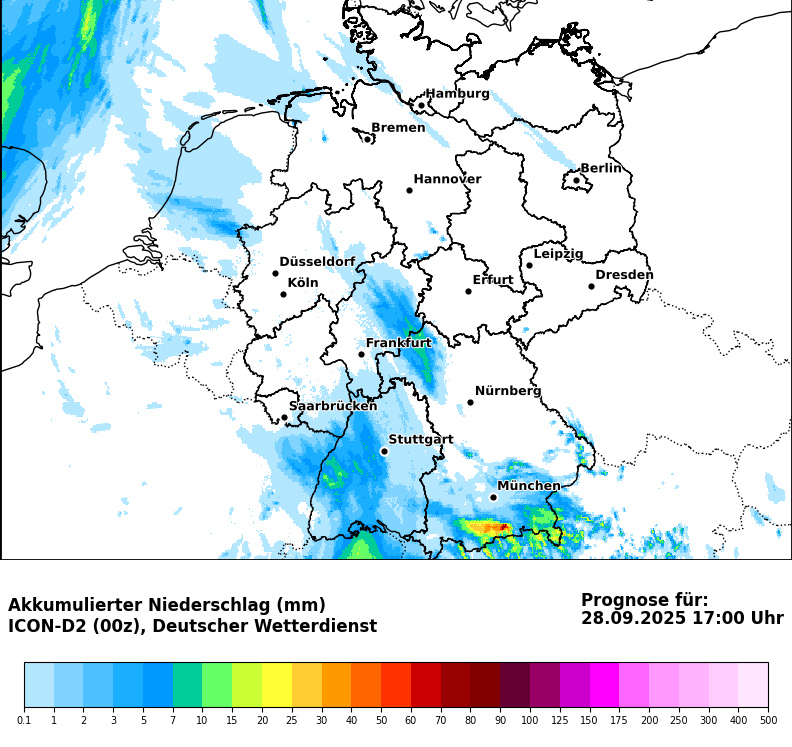 Hamburg
Bremen
Berlin
Hannover
Düsseldorf
Köln
Leipzig
Dresden
Erfurt
Frankfurt
Nürnberg
Saarbrücken
Stuttgart
München
Akkumulierter Niederschlag (mm)
ICON-D2 (00z), Deutscher Wetterdienst
Prognose für:
28.09.2025 17:00 Uhr
0.1 1 2 3 5 7 10 15 20 25 30 40 50 60 70 80 90 100 125 150 175 200 250 300 400 500